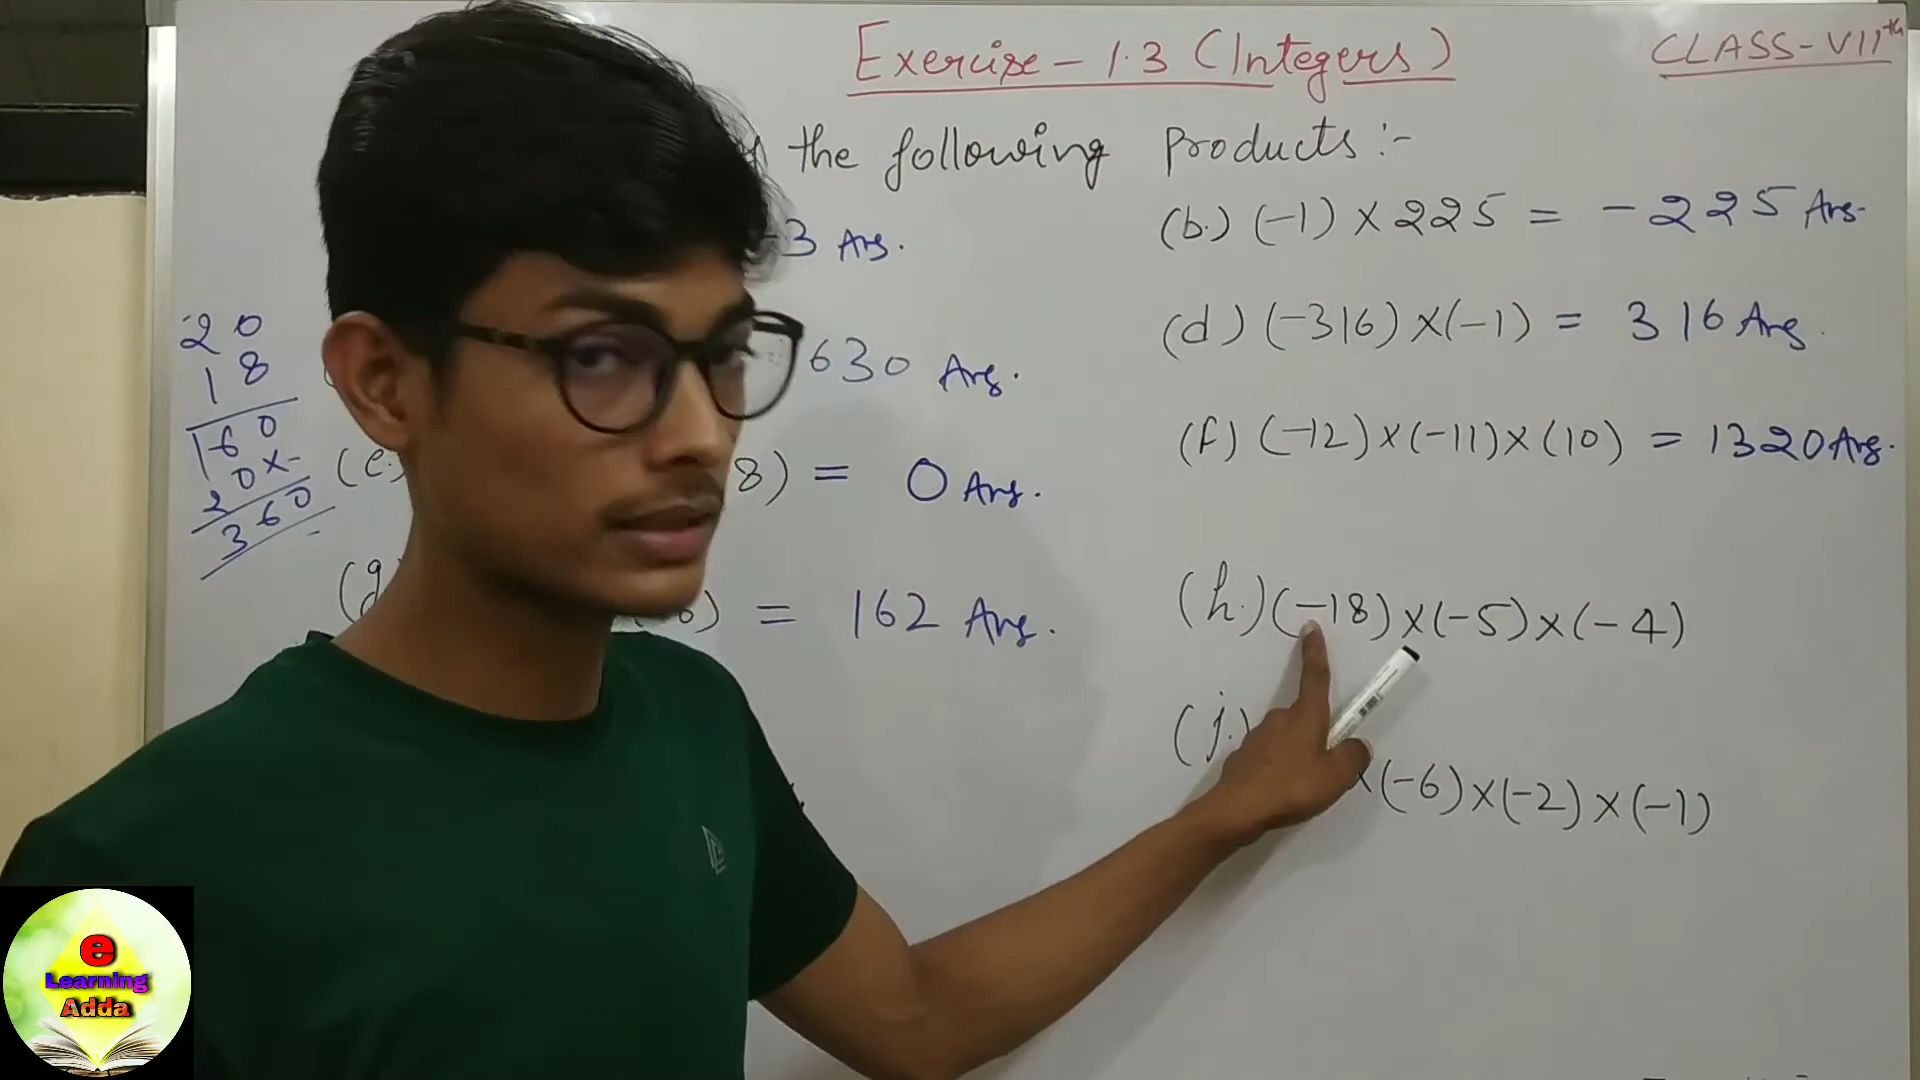 Exercise - 1.3 (Integers)
CLASS-VIIth
the following Products :-
-3 Ans.
(b.) (-1) × 225 = -225 Ans.
20
18
160
20×-
360
630 Ans.
(d) (-316) × (-1) = 316 Ans.
(e.) 8) = 0 Ans.
(f) (-12) × (-11) × (10) = 1320 Ans.
(g = 162 Ans.
(h.) (-18) × (-5) × (-4)
(j.)
× (-6) × (-2) × (-1)
e
Learning
Adda